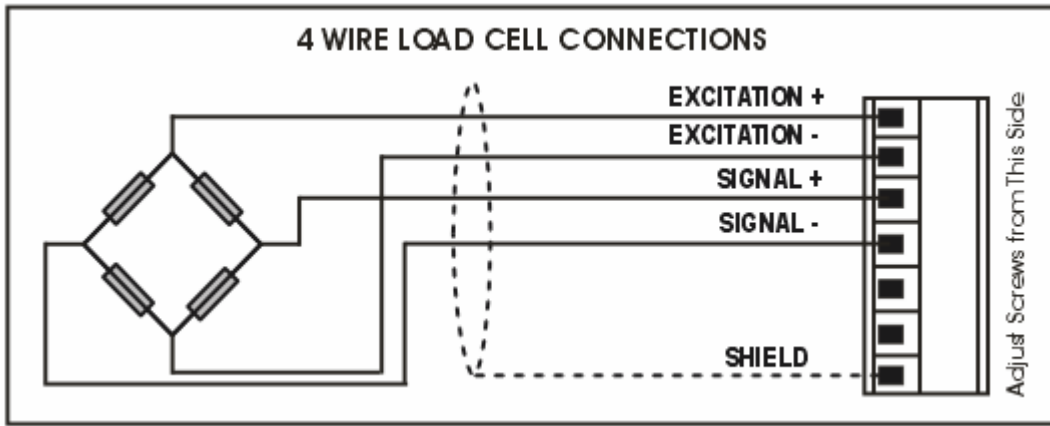 4 WIRE LOAD CELL CONNECTIONS
EXCITATION +
EXCITATION -
SIGNAL +
SIGNAL -
SHIELD
Adjust Screws from This Side